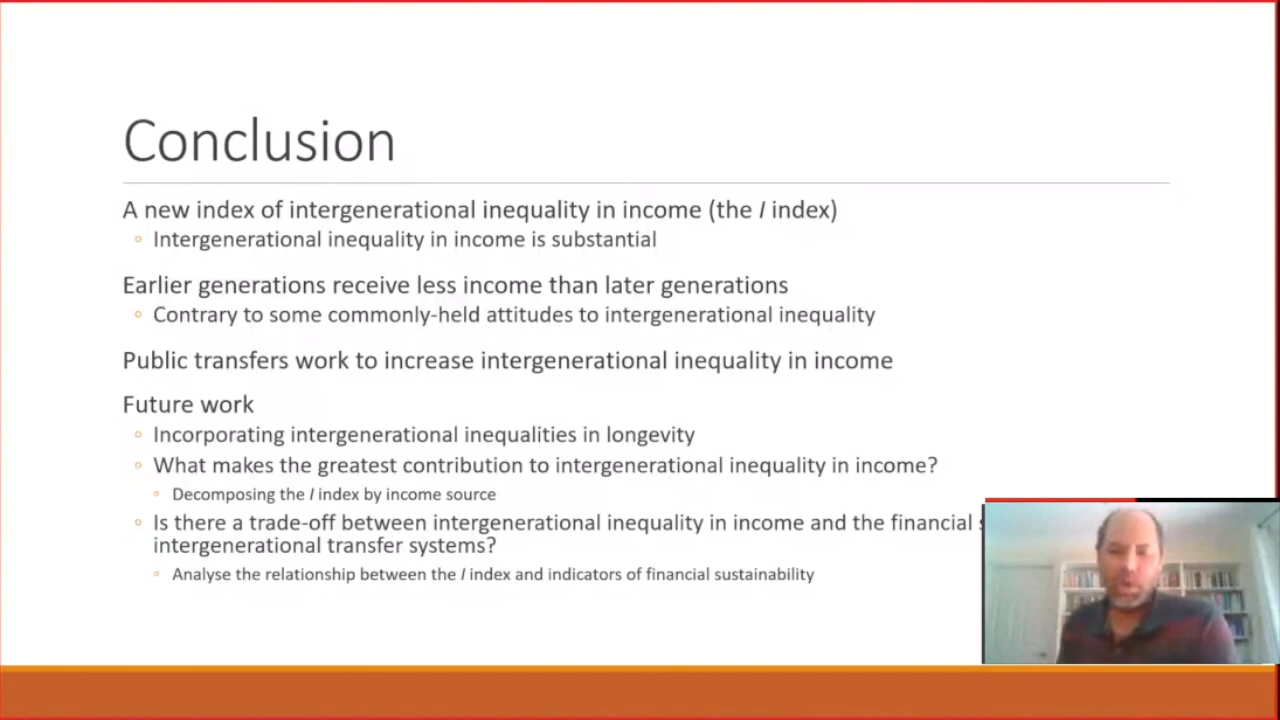 Conclusion
A new index of intergenerational inequality in income (the I index)
Intergenerational inequality in income is substantial
Earlier generations receive less income than later generations
Contrary to some commonly-held attitudes to intergenerational inequality
Public transfers work to increase intergenerational inequality in income
Future work
Incorporating intergenerational inequalities in longevity
What makes the greatest contribution to intergenerational inequality in income?
Decomposing the I index by income source
Is there a trade-off between intergenerational inequality in income and the financial
intergenerational transfer systems?
Analyse the relationship between the I index and indicators of financial sustainability